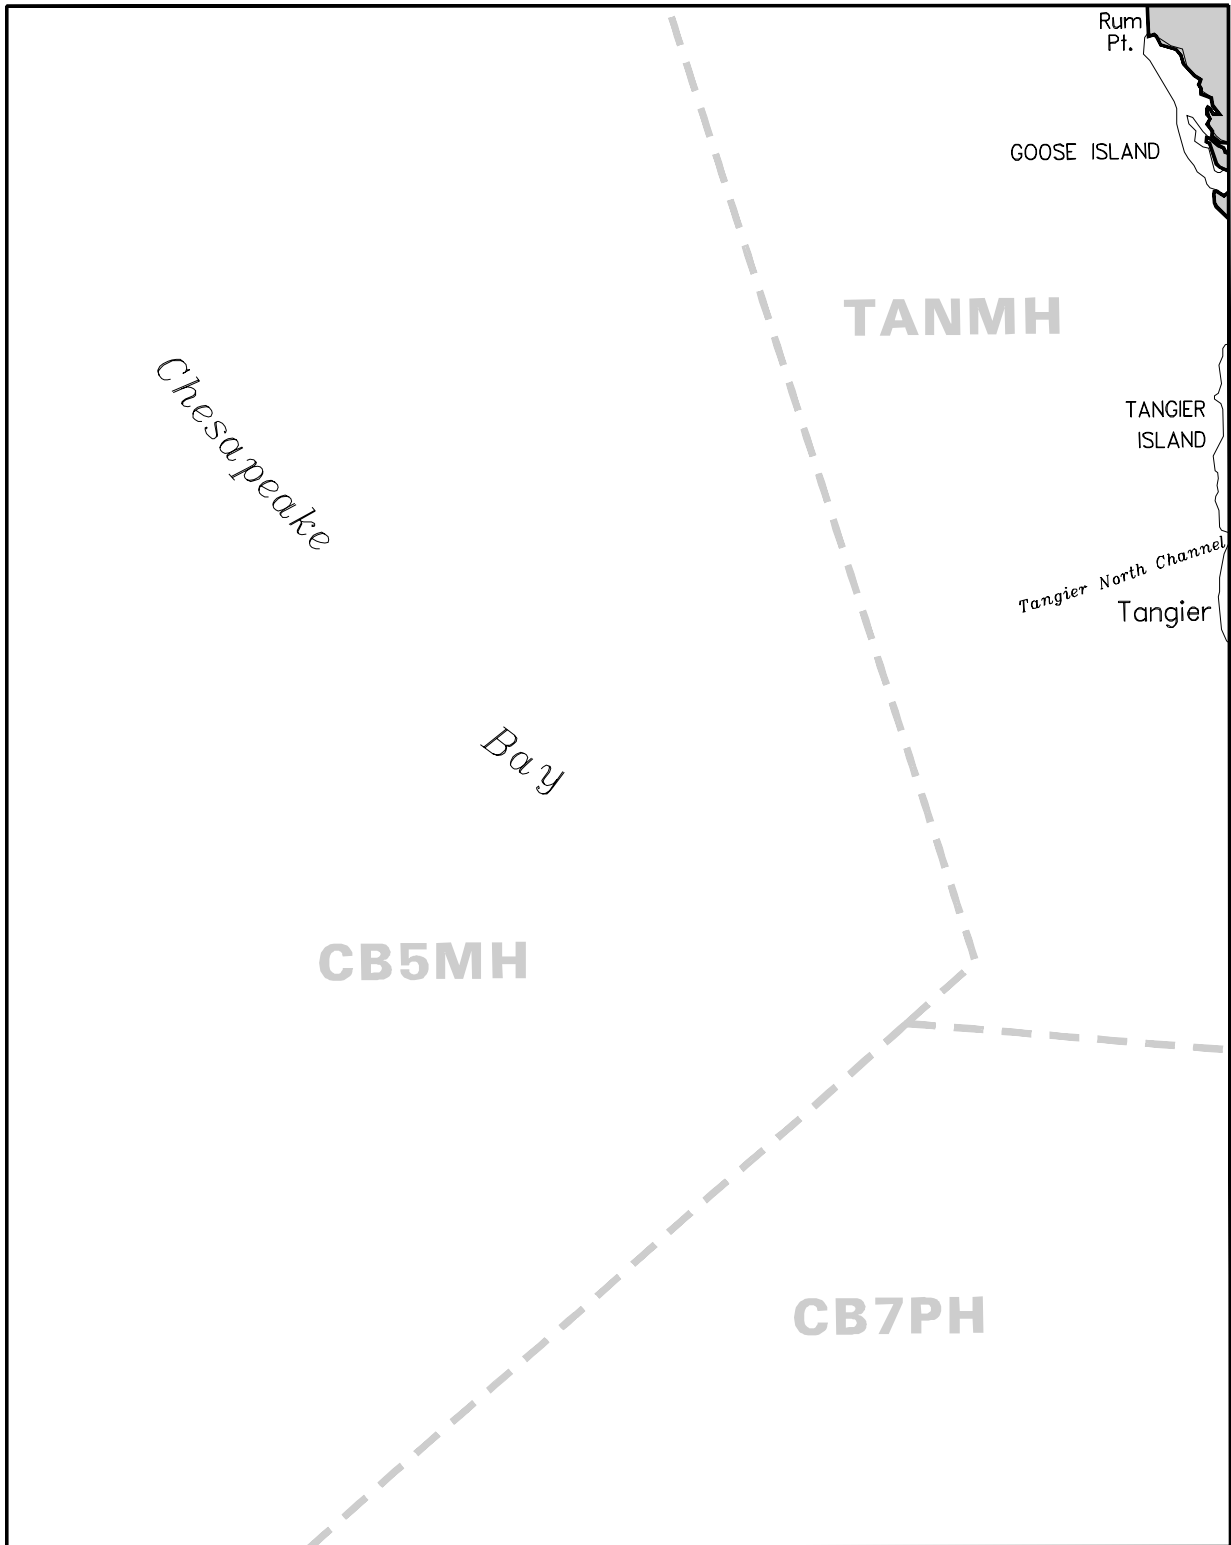 Rum
Pt.
GOOSE ISLAND
TANMH
Chesapeake
TANGIER
ISLAND
Tangier North Channel
Tangier
Bay
CB5MH
CB7PH